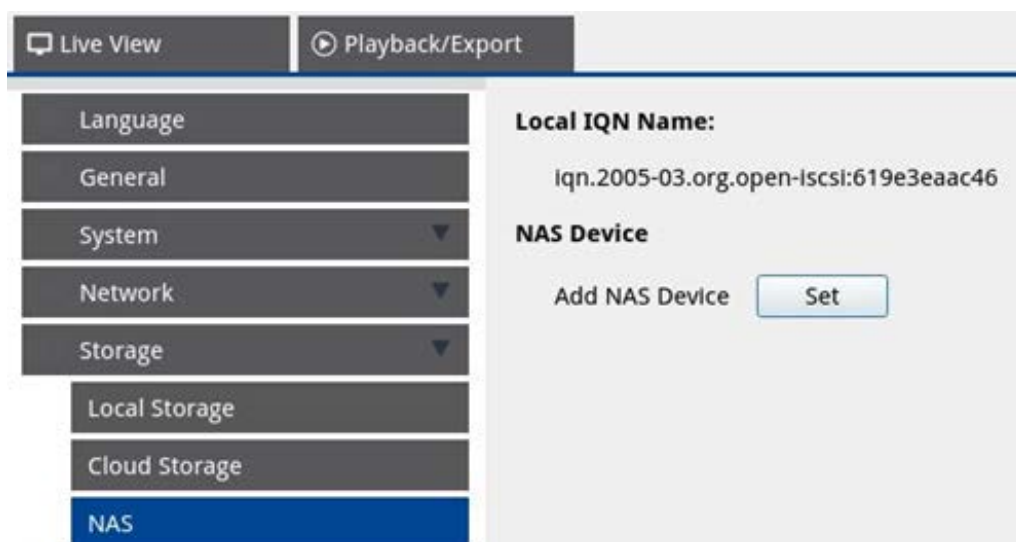 Live View
Playback/Export
Language
General
System
Network
Storage
Local Storage
Cloud Storage
NAS
Local IQN Name:
iqn.2005-03.org.open-iscsi:619e3eaac46
NAS Device
Add NAS Device Set